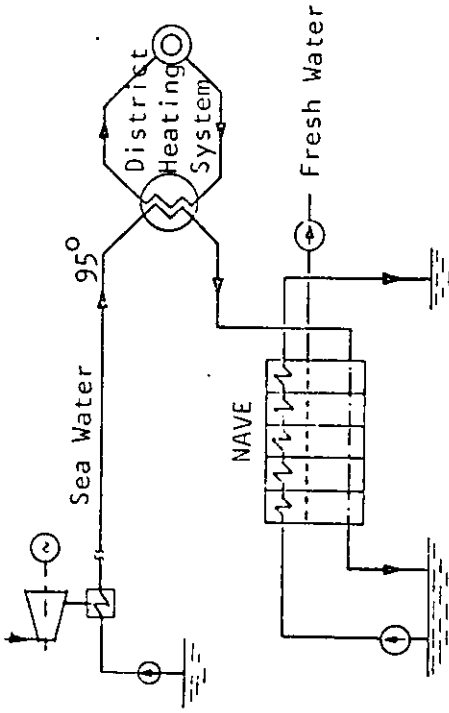 Sea Water
95°
District
Heating
System
NAVE
Fresh Water
~